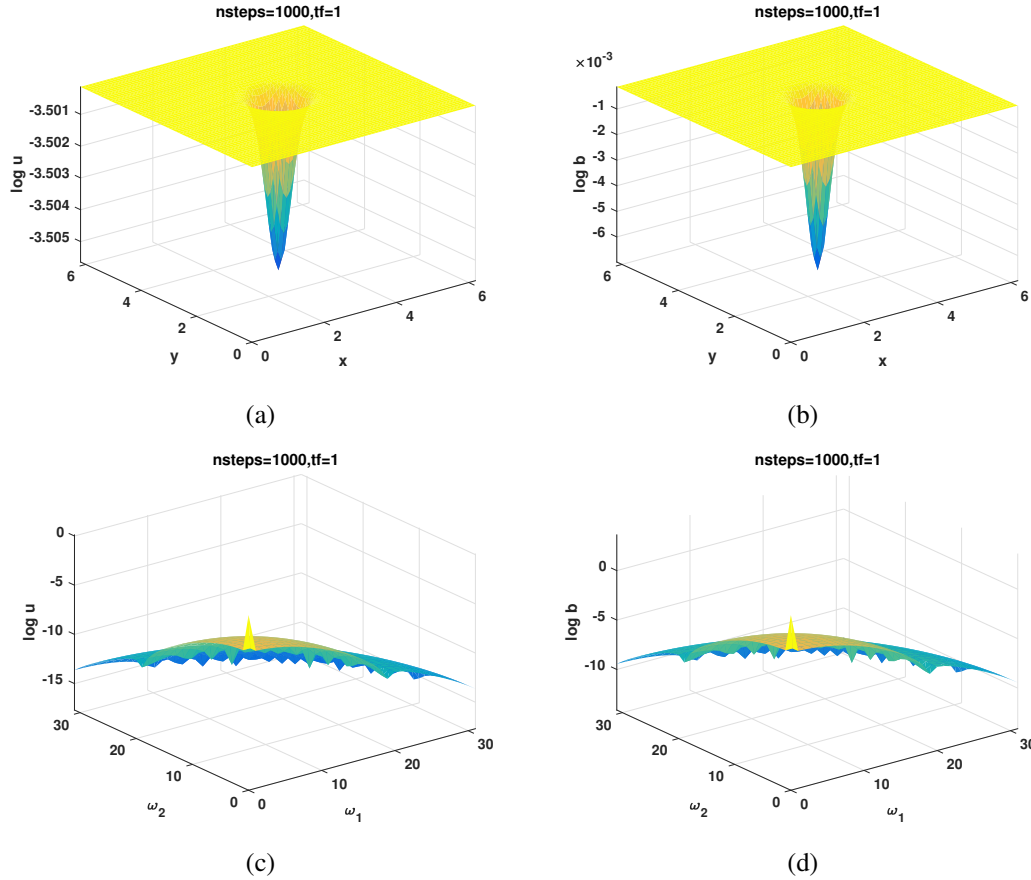 nsteps=1000,tf=1
-3.501
-3.502
-3.503
-3.504
-3.505
log u
6
4
2
0
y
0
2
4
6
x
(a)
nsteps=1000,tf=1
×10-3
-1
-2
-3
-4
-5
-6
log b
6
4
2
0
y
0
2
4
6
x
(b)
nsteps=1000,tf=1
0
-5
-10
-15
log u
30
20
10
0
ω2
0
10
20
30
ω1
(c)
nsteps=1000,tf=1
0
-5
-10
log b
30
20
10
0
ω2
0
10
20
30
ω1
(d)